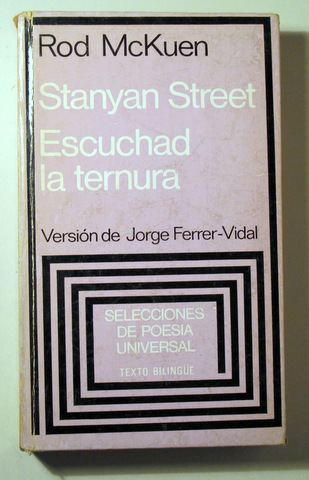 Rod McKuen
Stanyan Street
Escuchad
la ternura
Versión de Jorge Ferrer-Vidal
SELECCIONES
DE POESIA
UNIVERSAL
TEXTO BILINGÜE